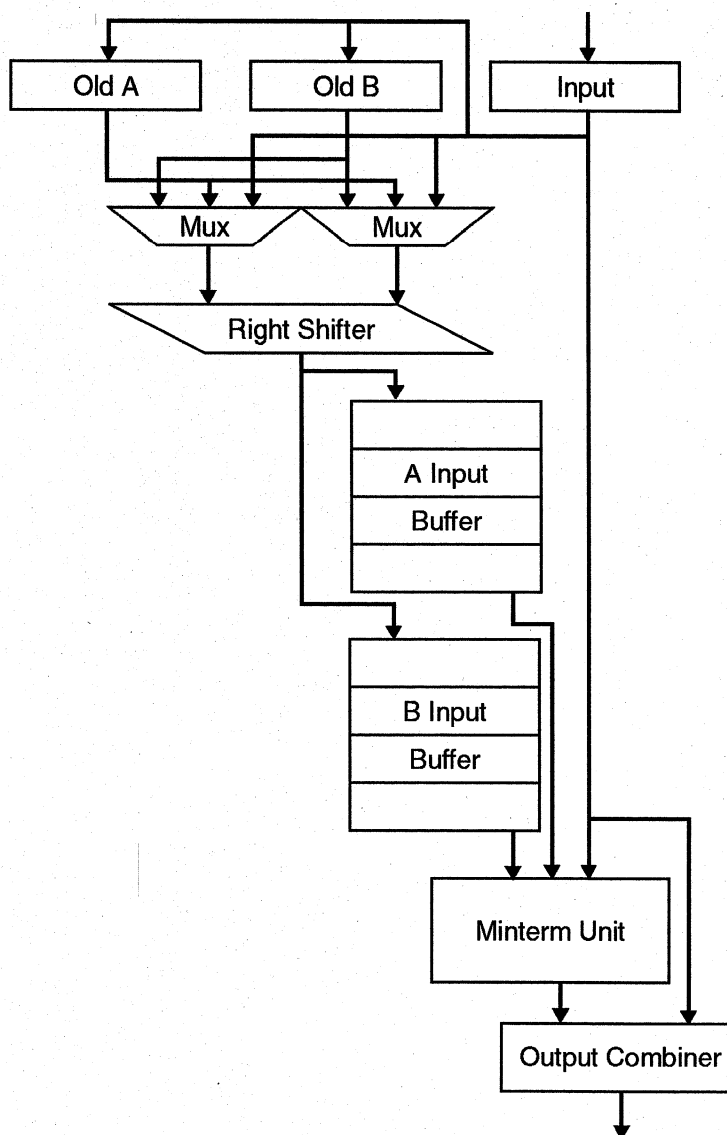 Old A
Old B
Input
Mux
Mux
Right Shifter
A Input
Buffer
B Input
Buffer
Minterm Unit
Output Combiner